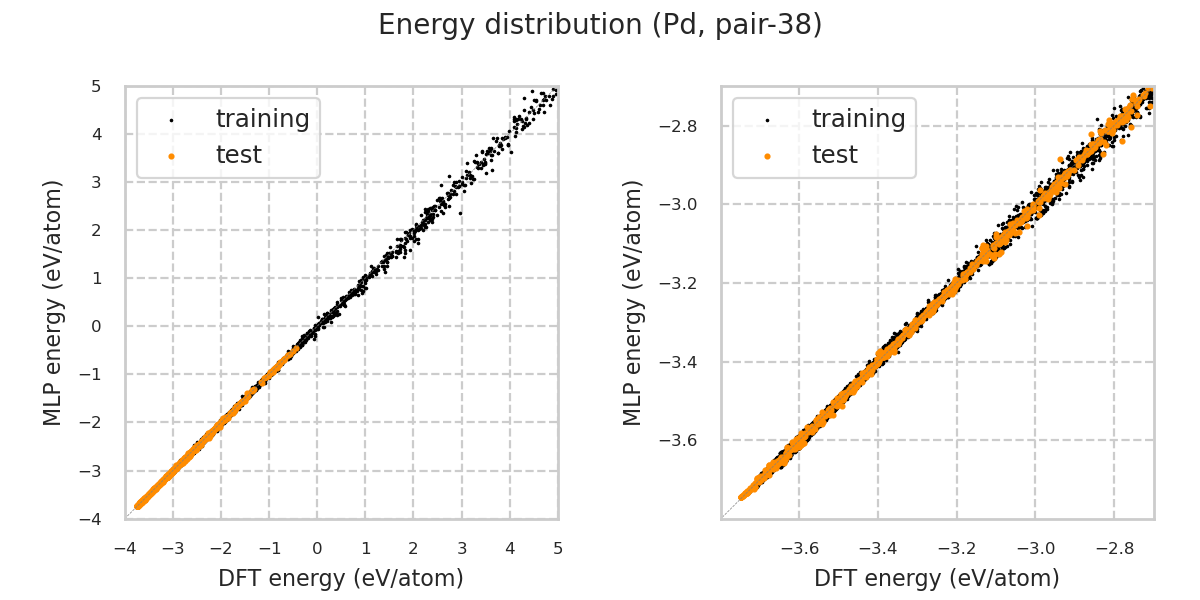 Energy distribution (Pd, pair-38)
training
test
5
4
3
2
1
0
−1
−2
−3
−4
−4 −3 −2 −1 0 1 2 3 4 5
MLP energy (eV/atom)
DFT energy (eV/atom)
training
test
−2.8
−3.0
−3.2
−3.4
−3.6
−3.6 −3.4 −3.2 −3.0 −2.8
MLP energy (eV/atom)
DFT energy (eV/atom)